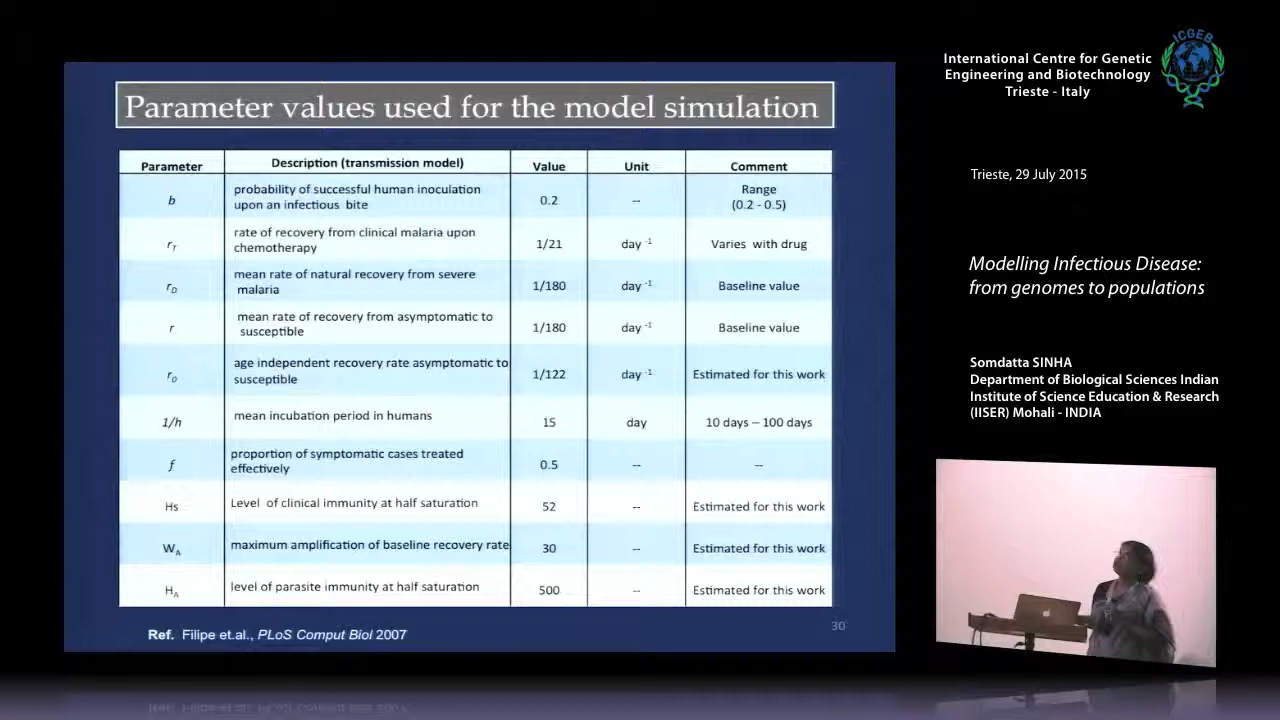 Parameter values used for the model simulation
Parameter Description (transmission model) Value Unit Comment
b probability of successful human inoculation upon an infectious bite 0.2 -- Range (0.2 - 0.5)
r_T rate of recovery from clinical malaria upon chemotherapy 1/21 day -1 Varies with drug
r_D mean rate of natural recovery from severe malaria 1/180 day -1 Baseline value
r mean rate of recovery from asymptomatic to susceptible 1/180 day -1 Baseline value
r_0 age independent recovery rate asymptomatic to susceptible 1/122 day -1 Estimated for this work
1/h mean incubation period in humans 15 day 10 days – 100 days
f proportion of symptomatic cases treated effectively 0.5 -- --
Hs Level of clinical immunity at half saturation 52 -- Estimated for this work
W_A maximum amplification of baseline recovery rate 30 -- Estimated for this work
H_A level of parasite immunity at half saturation 500 -- Estimated for this work
Ref. Filipe et.al., PLoS Comput Biol 2007
30
International Centre for Genetic
Engineering and Biotechnology
Trieste - Italy
ICGEB
Trieste, 29 July 2015
Modelling Infectious Disease:
from genomes to populations
Somdatta SINHA
Department of Biological Sciences Indian
Institute of Science Education & Research
(IISER) Mohali - INDIA